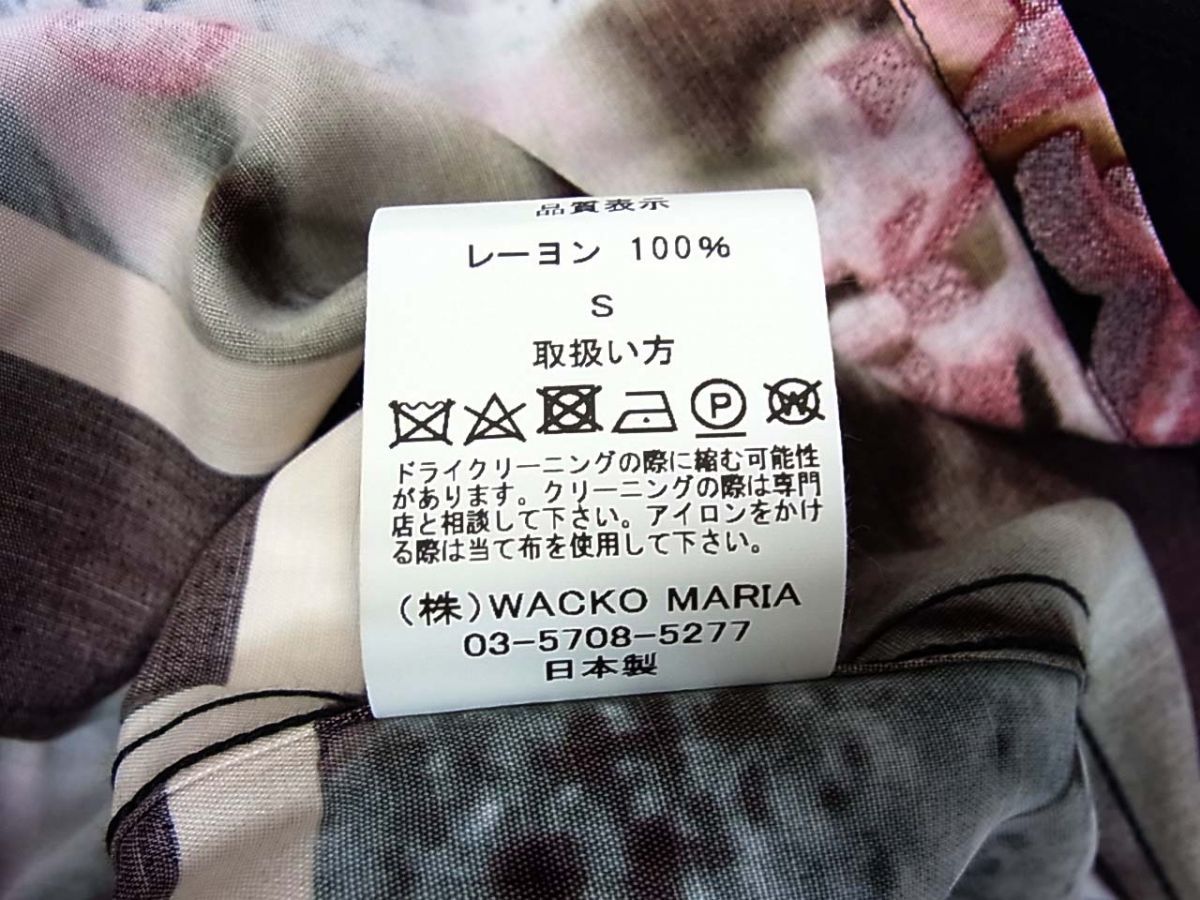 品質表示
レーヨン 100%
S
取扱い方
P W
ドライクリーニングの際に縮む可能性
があります。クリーニングの際は専門
店と相談して下さい。アイロンをかけ
る際は当て布を使用して下さい。
(株)WACKO MARIA
03-5708-5277
日本製